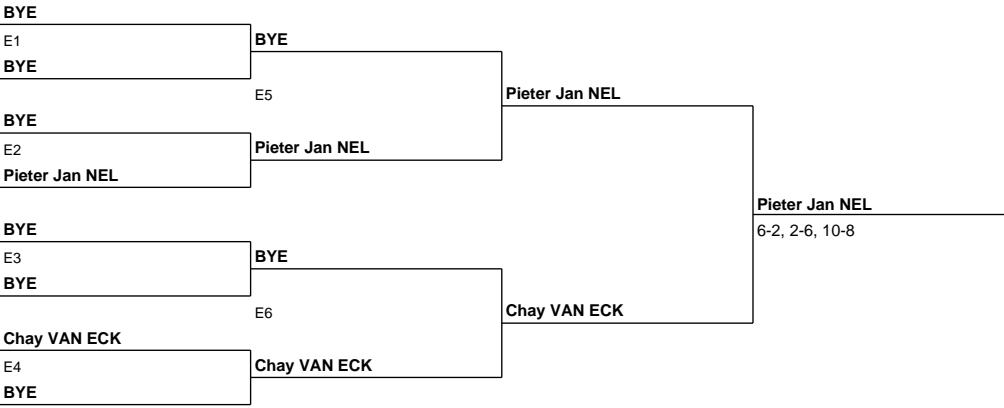 BYE
E1
BYE
BYE
E5
BYE
E2
Pieter Jan NEL
Pieter Jan NEL
Pieter Jan NEL
Pieter Jan NEL
6-2, 2-6, 10-8
BYE
E3
BYE
BYE
E6
Chay VAN ECK
Chay VAN ECK
E4
BYE
Chay VAN ECK